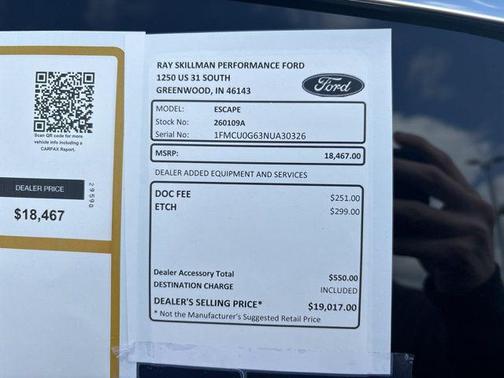 Scan QR code for more
vehicle info including a
CARFAX Report.
DEALER PRICE
29590
$18,467
RAY SKILLMAN PERFORMANCE FORD
1250 US 31 SOUTH
GREENWOOD, IN 46143
Ford
MODEL: ESCAPE
Stock No: 260109A
Serial No: 1FMCU0G63NUA30326
MSRP: 18,467.00
DEALER ADDED EQUIPMENT AND SERVICES
DOC FEE $251.00
ETCH $299.00
Dealer Accessory Total $550.00
DESTINATION CHARGE INCLUDED
DEALER'S SELLING PRICE* $19,017.00
* Not the Manufacturer's Suggested Retail Price